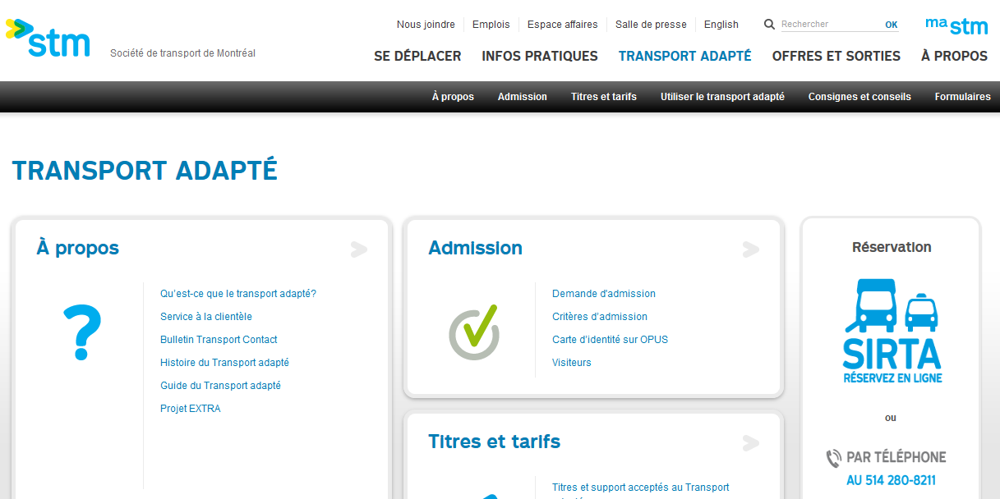 Nous joindre
Emplois
Espace affaires
Salle de presse
English
Rechercher
OK
ma stm
stm
Société de transport de Montréal
SE DÉPLACER
INFOS PRATIQUES
TRANSPORT ADAPTÉ
OFFRES ET SORTIES
À PROPOS
À propos
Admission
Titres et tarifs
Utiliser le transport adapté
Consignes et conseils
Formulaires
TRANSPORT ADAPTÉ
À propos
Qu'est-ce que le transport adapté?
Service à la clientèle
Bulletin Transport Contact
Histoire du Transport adapté
Guide du Transport adapté
Projet EXTRA
Admission
Demande d'admission
Critères d'admission
Carte d'identité sur OPUS
Visiteurs
Titres et tarifs
Titres et support acceptés au Transport
Réservation
SIRTA
RÉSERVEZ EN LIGNE
ou
PAR TÉLÉPHONE
AU 514 280-8211